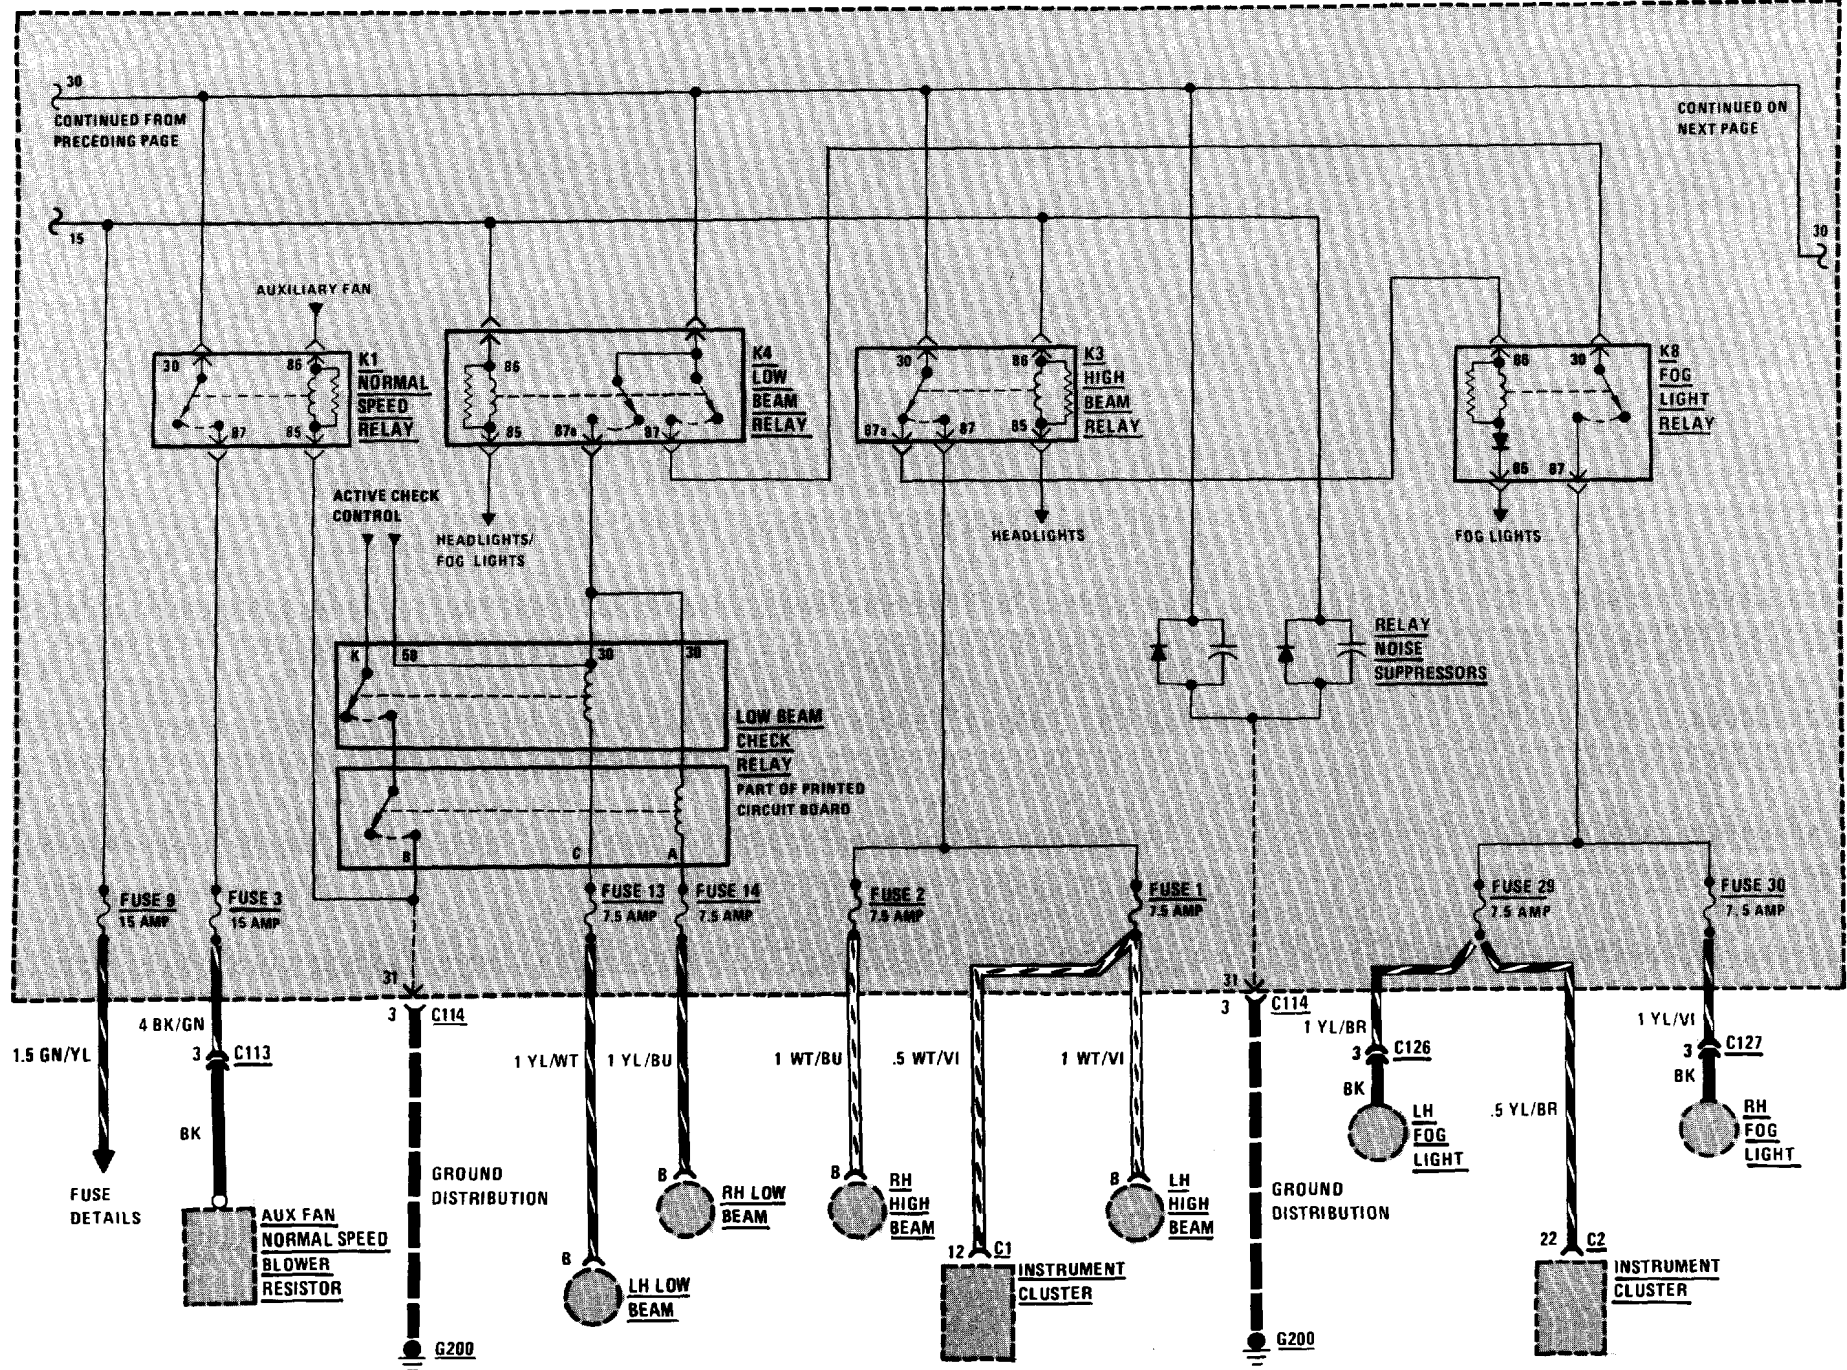 30
CONTINUED FROM
PRECEDING PAGE
CONTINUED ON
NEXT PAGE
15
30
AUXILIARY FAN
30
86
87
85
K1
NORMAL
SPEED
RELAY
86
85
87a
87
K4
LOW
BEAM
RELAY
30
86
87a
87
85
K3
HIGH
BEAM
RELAY
86
30
85
87
K8
FOG
LIGHT
RELAY
ACTIVE CHECK
CONTROL
HEADLIGHTS/
FOG LIGHTS
HEADLIGHTS
FOG LIGHTS
K
58
30
30
LOW BEAM
CHECK
RELAY
PART OF PRINTED
CIRCUIT BOARD
B
C
A
RELAY
NOISE
SUPPRESSORS
FUSE 9
15 AMP
FUSE 3
15 AMP
FUSE 13
7.5 AMP
FUSE 14
7.5 AMP
FUSE 2
7.5 AMP
FUSE 1
7.5 AMP
FUSE 29
7.5 AMP
FUSE 30
7.5 AMP
31
3
C114
31
3
C114
1.5 GN/YL
4 BK/GN
3
C113
BK
1 YL/WT
1 YL/BU
1 WT/BU
.5 WT/VI
1 WT/VI
1 YL/BR
3
C126
BK
.5 YL/BR
1 YL/VI
3
C127
BK
LH
FOG
LIGHT
RH
FOG
LIGHT
FUSE
DETAILS
AUX FAN
NORMAL SPEED
BLOWER
RESISTOR
GROUND
DISTRIBUTION
G200
B
LH LOW
BEAM
B
RH LOW
BEAM
B
RH
HIGH
BEAM
12
C1
INSTRUMENT
CLUSTER
B
LH
HIGH
BEAM
GROUND
DISTRIBUTION
G200
22
C2
INSTRUMENT
CLUSTER